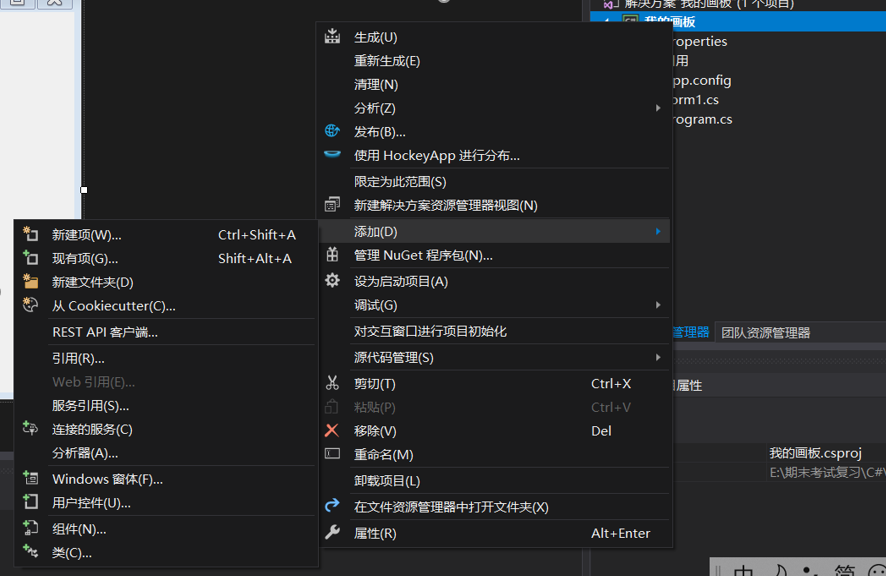 解决方案"我的画板"(1 个项目)
我的画板
roperties
用
pp.config
orm1.cs
rogram.cs
生成(U)
重新生成(E)
清理(N)
分析(Z)
发布(B)...
使用 HockeyApp 进行分布...
限定为此范围(S)
新建解决方案资源管理器视图(N)
添加(D)
管理 NuGet 程序包(N)...
设为启动项目(A)
调试(G)
对交互窗口进行项目初始化
源代码管理(S)
剪切(T) Ctrl+X
粘贴(P) Ctrl+V
移除(V) Del
重命名(M)
卸载项目(L)
在文件资源管理器中打开文件夹(X)
属性(R) Alt+Enter
新建项(W)... Ctrl+Shift+A
现有项(G)... Shift+Alt+A
新建文件夹(D)
从 Cookiecutter(C)...
REST API 客户端...
引用(R)...
Web 引用(E)...
服务引用(S)...
连接的服务(C)
分析器(A)...
Windows 窗体(F)...
用户控件(U)...
组件(N)...
类(C)...
管理器 团队资源管理器
属性
我的画板.csproj
E:\期末考试复习\C#\
中 简